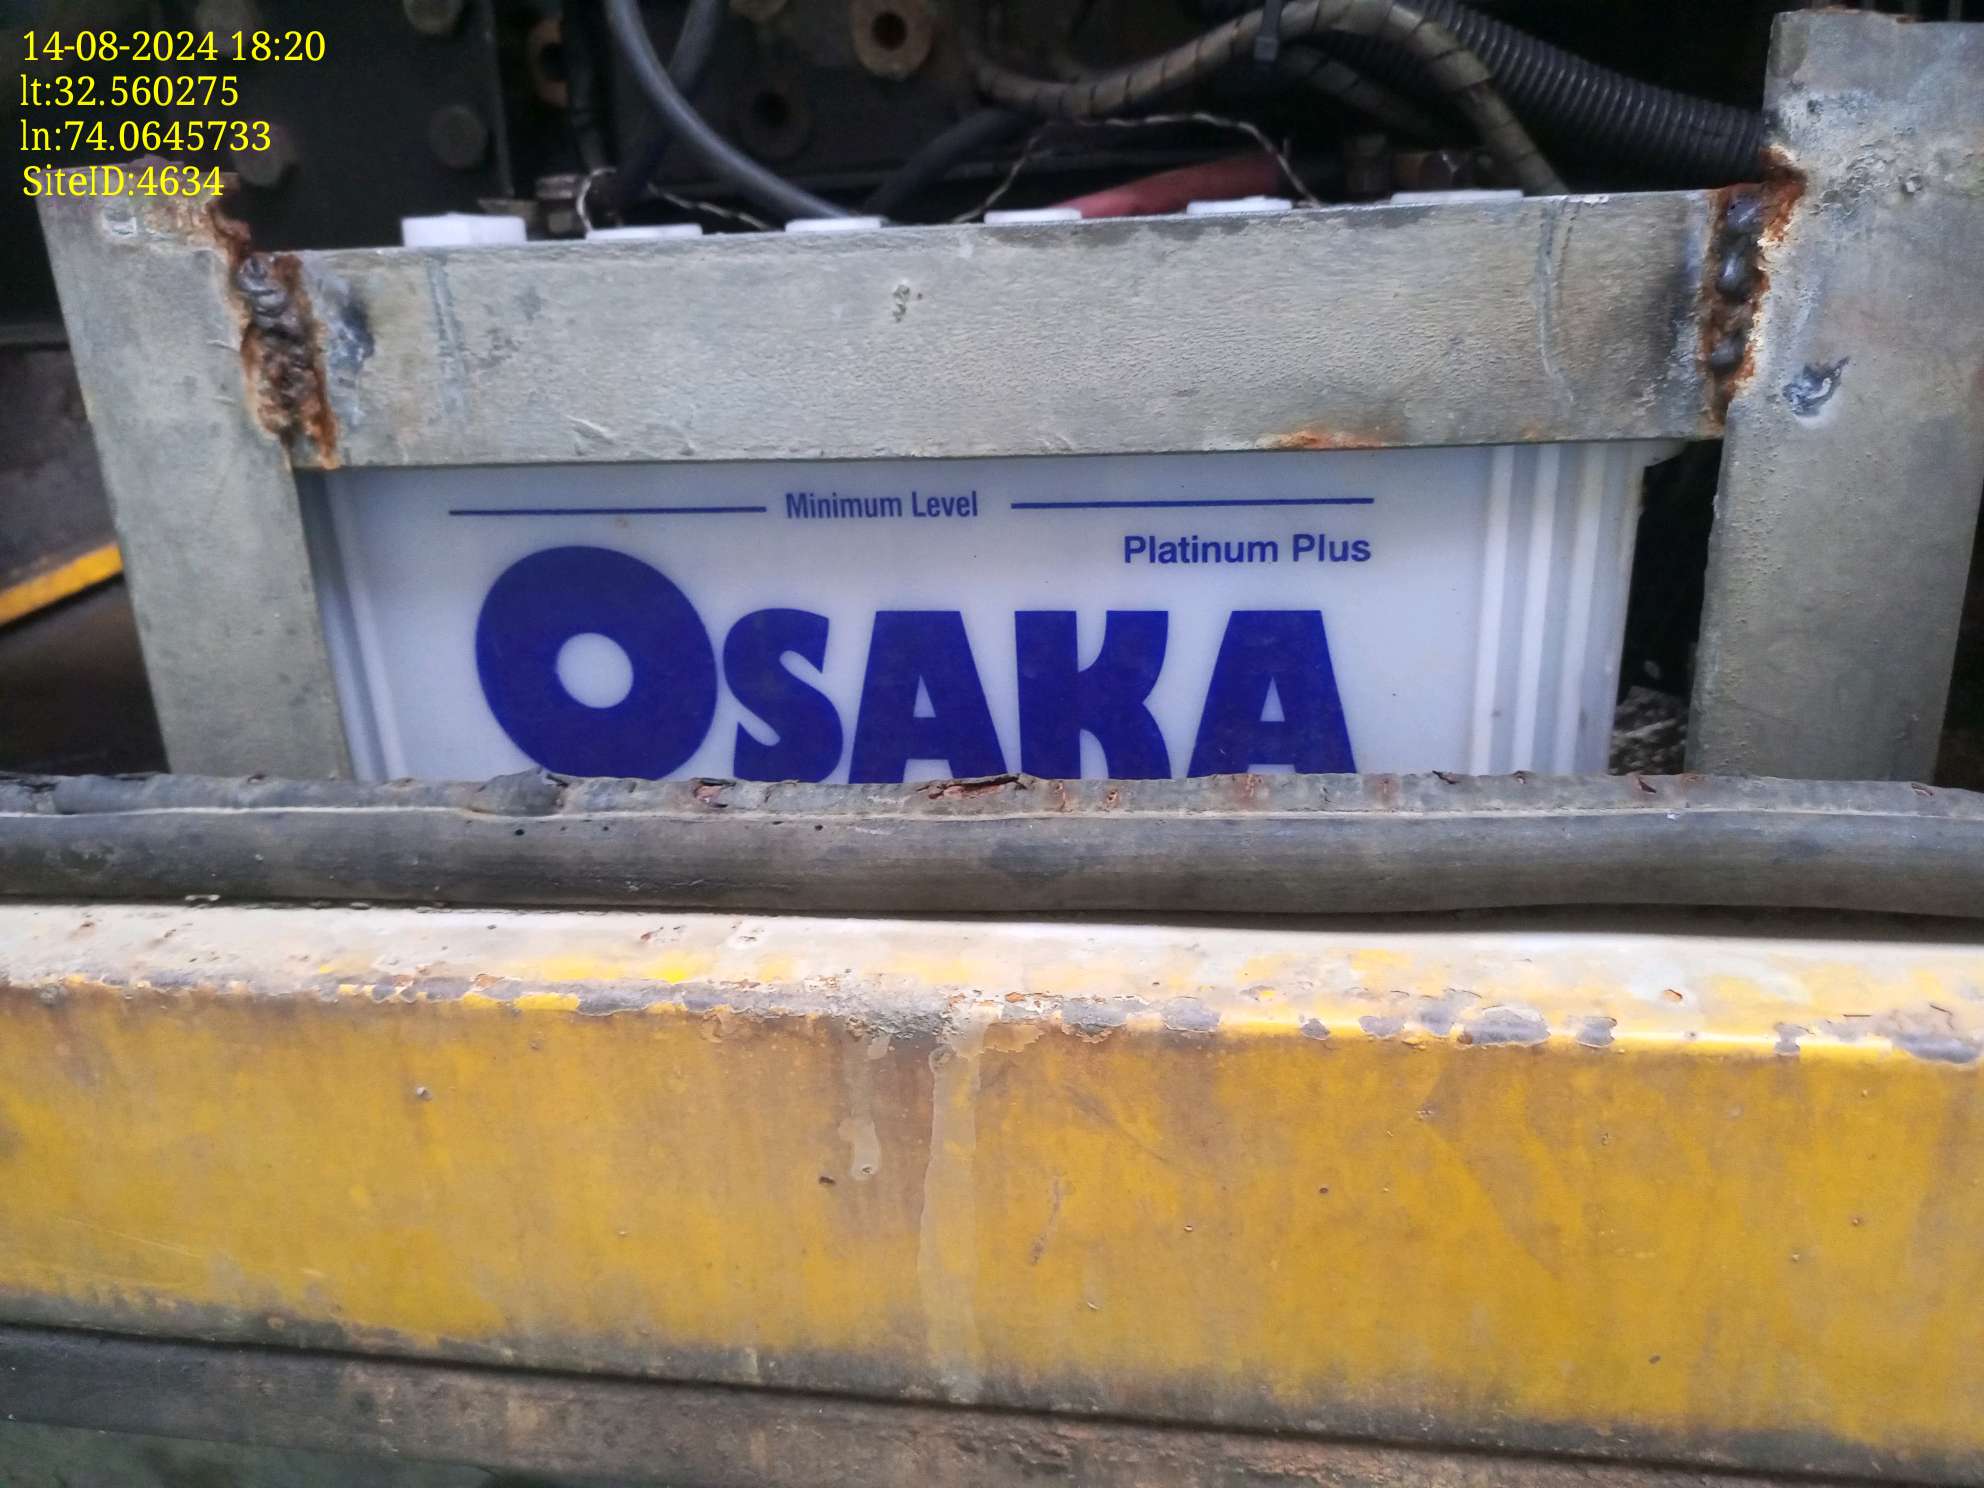 14-08-2024 18:20
lt:32.560275
ln:74.0645733
SiteID:4634
Minimum Level
Platinum Plus
OSAKA